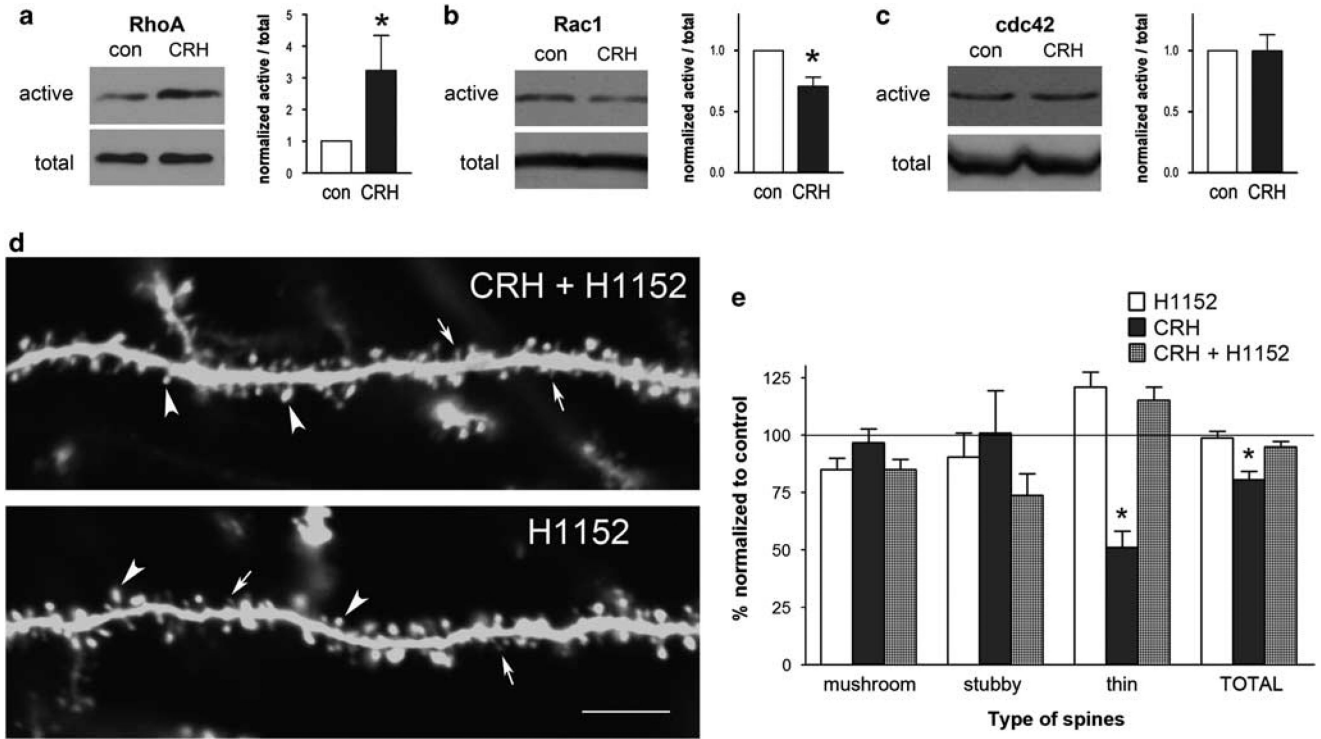 a
RhoA
con CRH
active
total
normalized active / total
5
4
3
2
1
0
con CRH
*
b
Rac1
con CRH
active
total
normalized active / total
1.0
0.5
0.0
con CRH
*
c
cdc42
con CRH
active
total
normalized active / total
1.0
0.5
0.0
con CRH
d
CRH + H1152
H1152
e
H1152
CRH
CRH + H1152
% normalized to control
125
100
75
50
25
0
*
*
mushroom stubby thin TOTAL
Type of spines